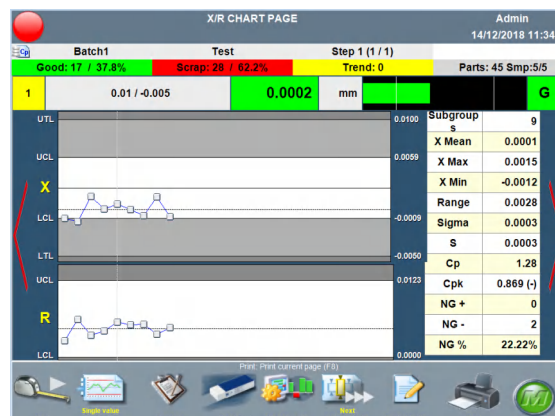 X/R CHART PAGE
Admin
14/12/2018 11:34
Cp
Batch1
Test
Step 1 (1 / 1)
Good: 17 / 37.8%
Scrap: 28 / 62.2%
Trend: 0
Parts: 45 Smp:5/5
1
0.01 / -0.005
0.0002
mm
G
UTL
0.0100
UCL
0.0059
X
LCL
-0.0009
LTL
-0.0050
UCL
0.0123
R
LCL
0.0000
Subgroup
s
9
X Mean
0.0001
X Max
0.0015
X Min
-0.0012
Range
0.0028
Sigma
0.0003
S
0.0003
Cp
1.28
Cpk
0.869 (-)
NG +
0
NG -
2
NG %
22.22%
Print: Print current page (F8)
Single value
Next
M